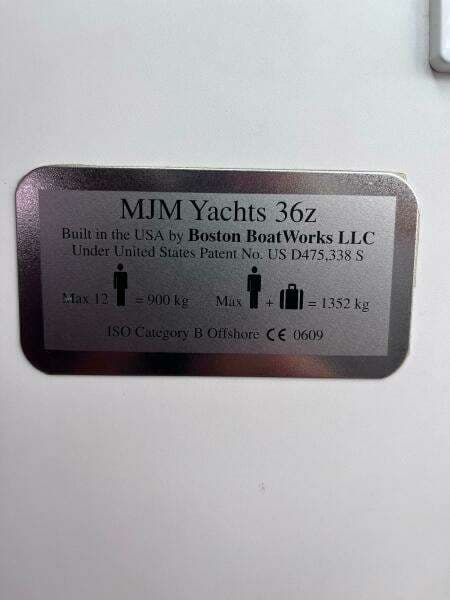 MJM Yachts 36z
Built in the USA by Boston BoatWorks LLC
Under United States Patent No. US D475,338 S
Max 12 = 900 kg Max + = 1352 kg
ISO Category B Offshore CE 0609